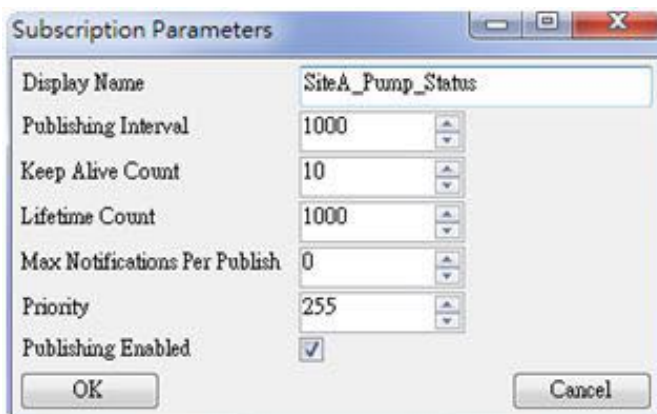 Subscription Parameters
Display Name SiteA_Pump_Status
Publishing Interval 1000
Keep Alive Count 10
Lifetime Count 1000
Max Notifications Per Publish 0
Priority 255
Publishing Enabled
OK Cancel